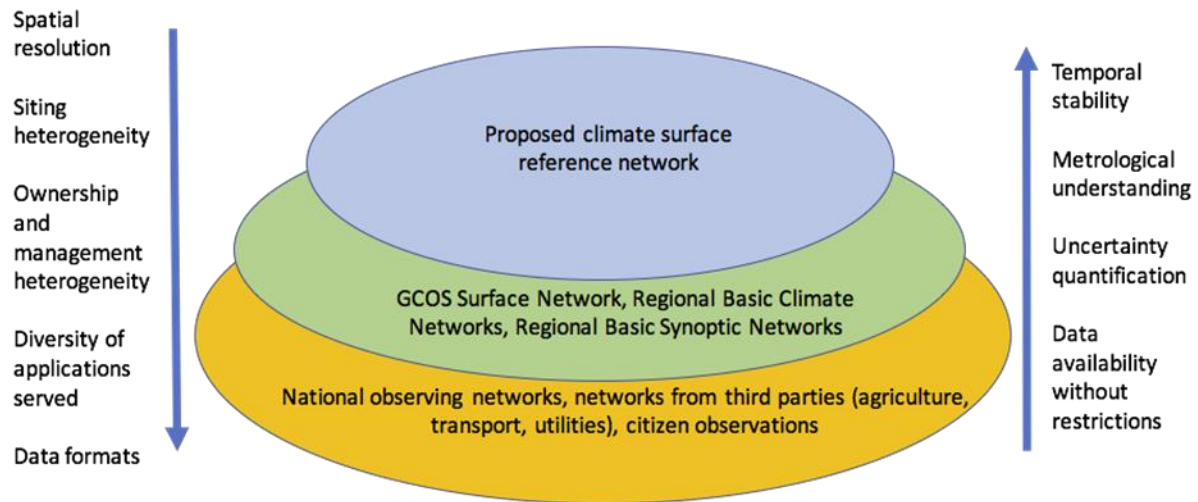 Spatial
resolution
Siting
heterogeneity
Ownership
and
management
heterogeneity
Diversity of
applications
served
Data formats
Proposed climate surface
reference network
GCOS Surface Network, Regional Basic Climate
Networks, Regional Basic Synoptic Networks
National observing networks, networks from third parties (agriculture,
transport, utilities), citizen observations
Temporal
stability
Metrological
understanding
Uncertainty
quantification
Data
availability
without
restrictions